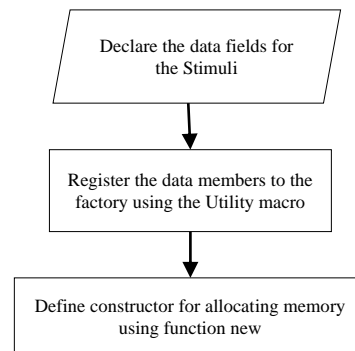 Declare the data fields for
the Stimuli
Register the data members to the
factory using the Utility macro
Define constructor for allocating memory
using function new